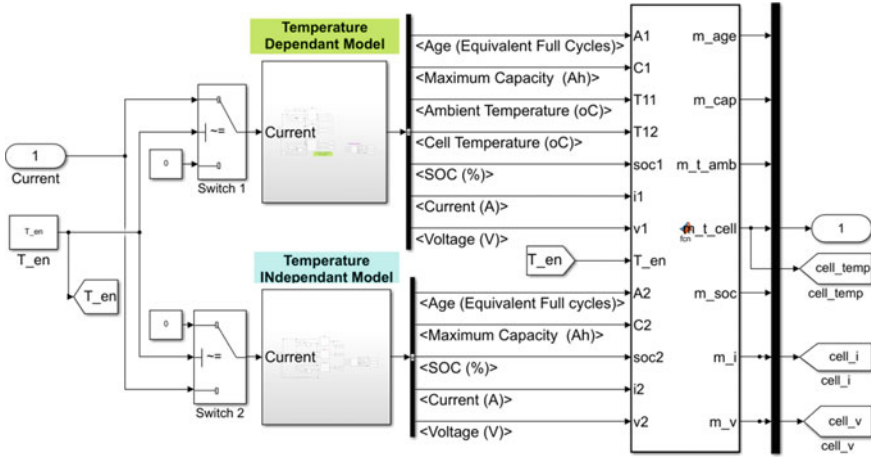 Temperature
Dependant Model
Current
Switch 1
~=
0
1
Current
T_en
T_en
T_en
Temperature
INdependant Model
Current
0
~=
Switch 2
<Age (Equivalent Full Cycles)>
<Maximum Capacity (Ah)>
<Ambient Temperature (oC)>
<Cell Temperature (oC)>
<SOC (%)>
<Current (A)>
<Voltage (V)>
T_en
<Age (Equivalent Full cycles)>
<Maximum Capacity (Ah)>
<SOC (%)>
<Current (A)>
<Voltage (V)>
A1
C1
T11
T12
soc1
i1
v1
T_en
A2
C2
soc2
i2
v2
fcn
m_age
m_cap
m_t_amb
m_t_cell
m_soc
m_i
m_v
1
cell_temp
cell_temp
cell_i
cell_i
cell_v
cell_v